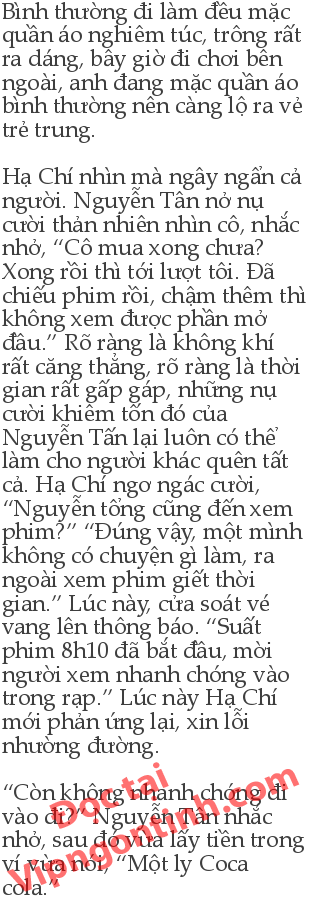 Bình thường đi làm đều mặc
quần áo nghiêm túc, trông rất
ra dáng, bây giờ đi chơi bên
ngoài, anh đang mặc quần áo
bình thường nên càng lộ ra vẻ
trẻ trung.
Hạ Chí nhìn mà ngây ngẩn cả
người. Nguyễn Tân nở nụ
cười thản nhiên nhìn cô, nhắc
nhở, “Cô mua xong chưa?
Xong rồi thì tới lượt tôi. Đã
chiếu phim rồi, chậm thêm thì
không xem được phần mở
đầu.” Rõ ràng là không khí
rất căng thẳng, rõ ràng là thời
gian rất gấp gáp, những nụ
cười khiêm tốn đó của
Nguyễn Tấn lại luôn có thể
làm cho người khác quên tất
cả. Hạ Chí ngơ ngác cười,
“Nguyễn tổng cũng đến xem
phim?” “Đúng vậy, một mình
không có chuyện gì làm, ra
ngoài xem phim giết thời
gian.” Lúc này, cửa soát vé
vang lên thông báo. “Suất
phim 8h10 đã bắt đầu, mời
người xem nhanh chóng vào
trong rạp.” Lúc này Hạ Chí
mới phản ứng lại, xin lỗi
nhường đường.
“Còn không nhanh chóng đi
vào đi?” Nguyễn Tân nhắc
nhở, sau đó vừa lấy tiền trong
ví vừa nói, “Một ly Coca
cola.”
Đọc tại
Vipngontinh.com